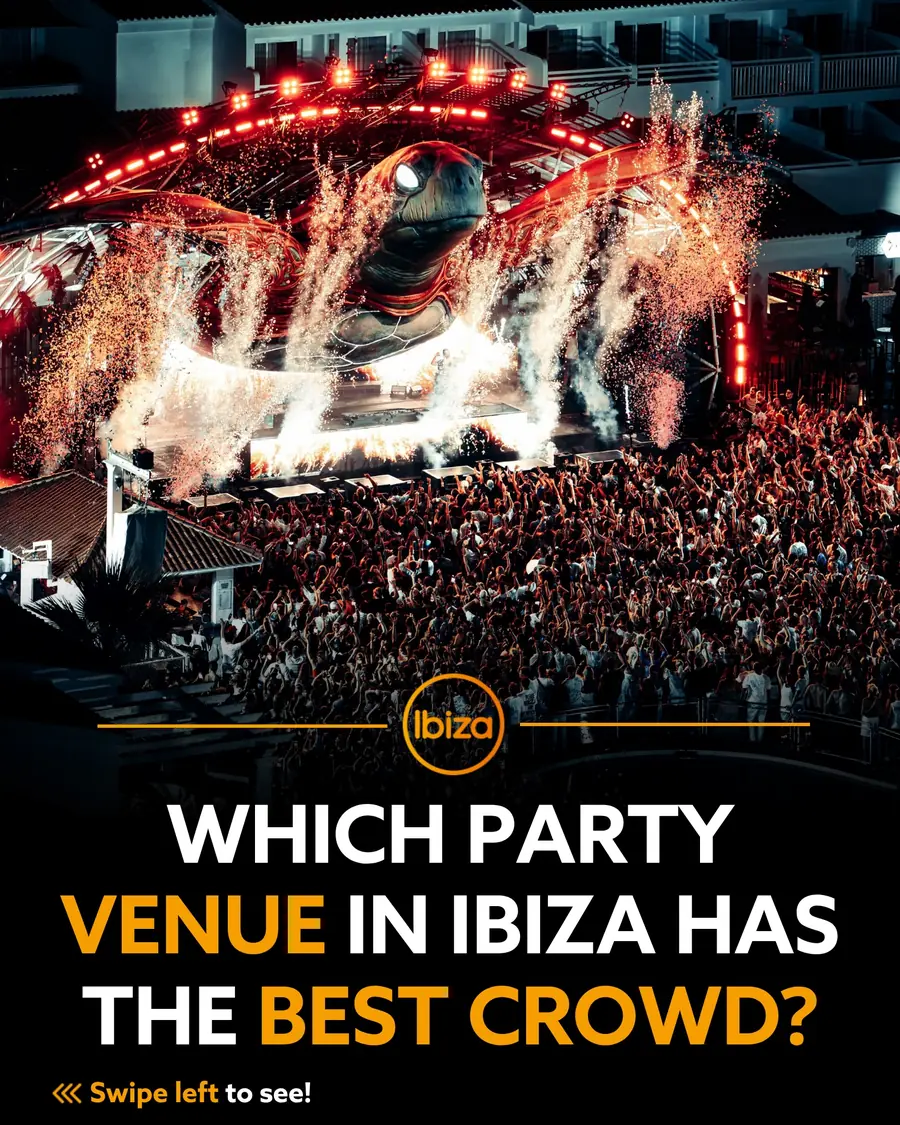 Ibiza
WHICH PARTY
VENUE IN IBIZA HAS
THE BEST CROWD?
Swipe left to see!